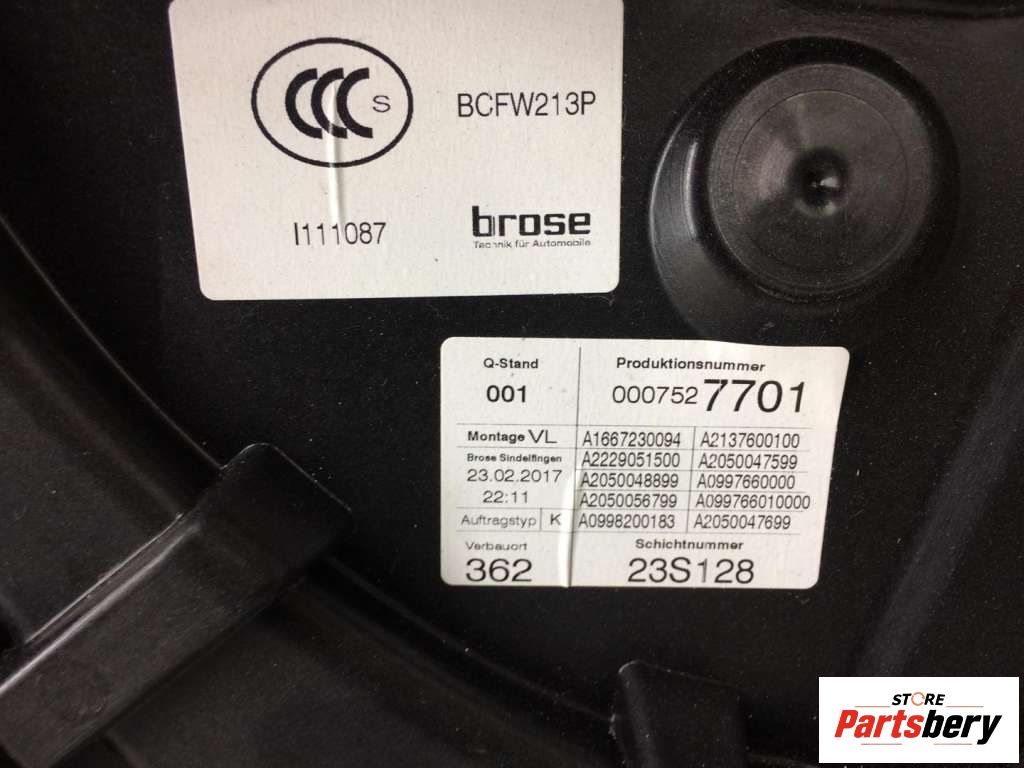 CCC S
BCFW213P
I111087
brose
Technik für Automobile
Q-Stand
001
Produktionsnummer
000752 7701
Montage VL
A1667230094 A2137600100
Brose Sindelfingen
A2229051500 A2050047599
23.02.2017
A2050048899 A0997660000
22:11
A2050056799 A099766010000
Auftragstyp K
A0998200183 A2050047699
Verbauort
362
Schichtnummer
23S128
STORE
Partsbery